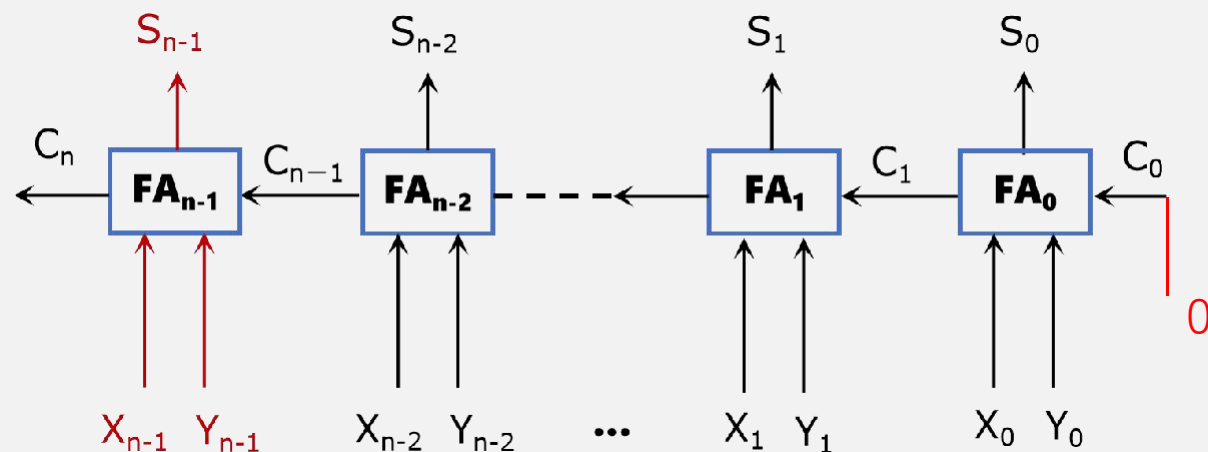 Sₙ₋₁ Sₙ₋₂ S₁ S₀
Cₙ FAₙ₋₁ Cₙ₋₁ FAₙ₋₂ FA₁ C₁ FA₀ C₀
0
Xₙ₋₁ Yₙ₋₁ Xₙ₋₂ Yₙ₋₂ ... X₁ Y₁ X₀ Y₀